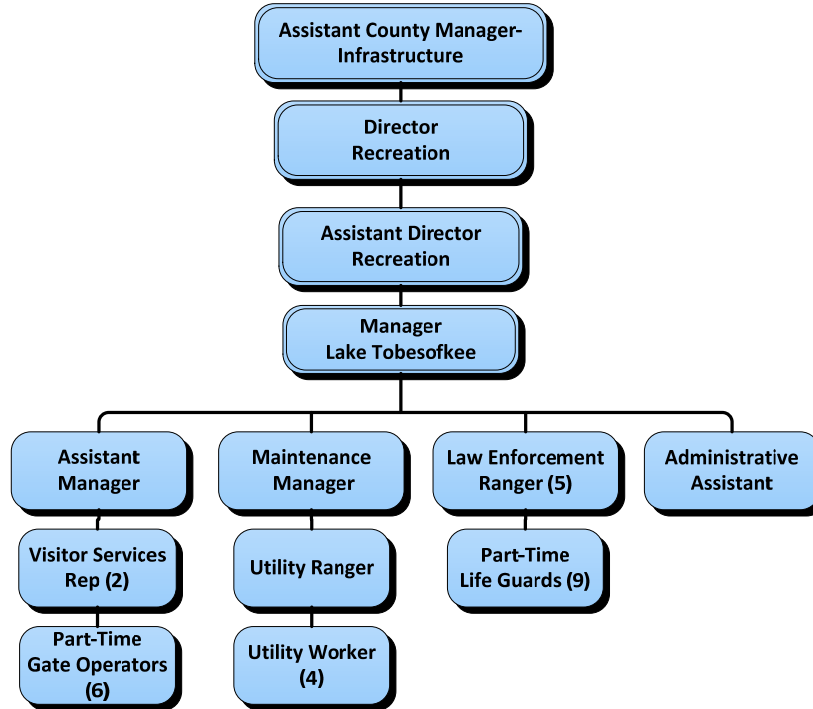 Assistant County Manager-
Infrastructure
Director
Recreation
Assistant Director
Recreation
Manager
Lake Tobesofkee
Assistant
Manager
Maintenance
Manager
Law Enforcement
Ranger (5)
Administrative
Assistant
Visitor Services
Rep (2)
Utility Ranger
Part-Time
Life Guards (9)
Part-Time
Gate Operators
(6)
Utility Worker
(4)